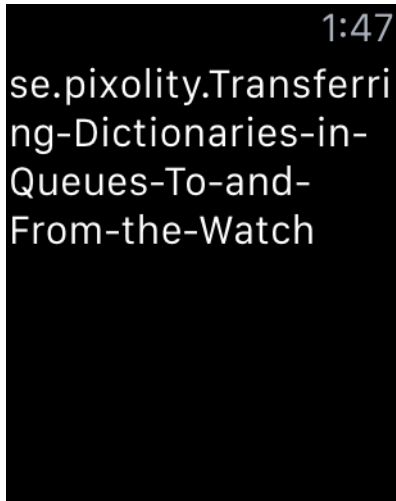 1:47
se.pixolity.Transferri
ng-Dictionaries-in-
Queues-To-and-
From-the-Watch